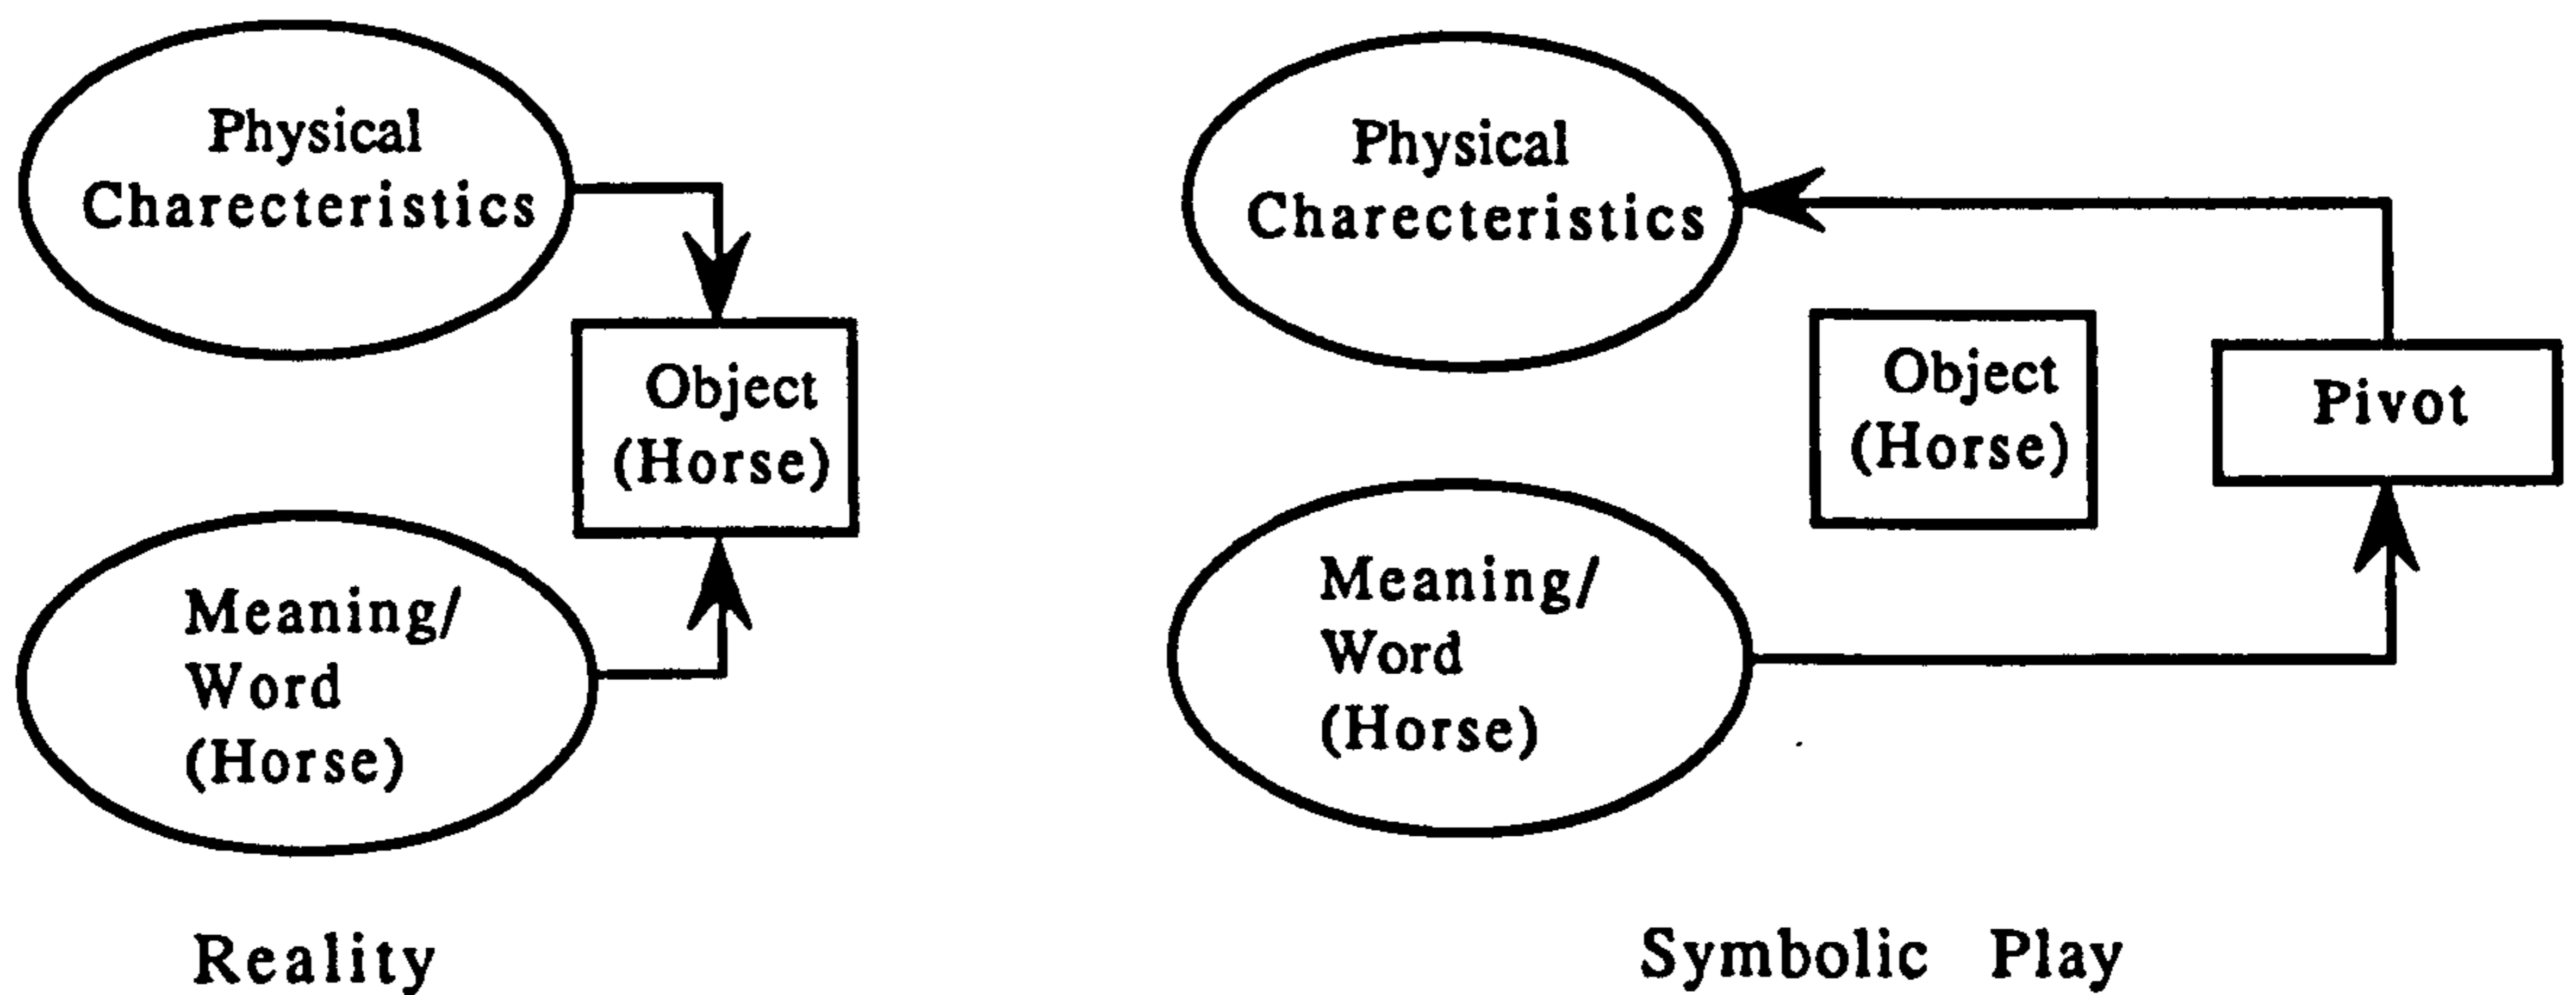 Physical
Charecteristics
Object
(Horse)
Meaning/
Word
(Horse)
Reality
Physical
Charecteristics
Object
(Horse)
Pivot
Meaning/
Word
(Horse)
Symbolic Play